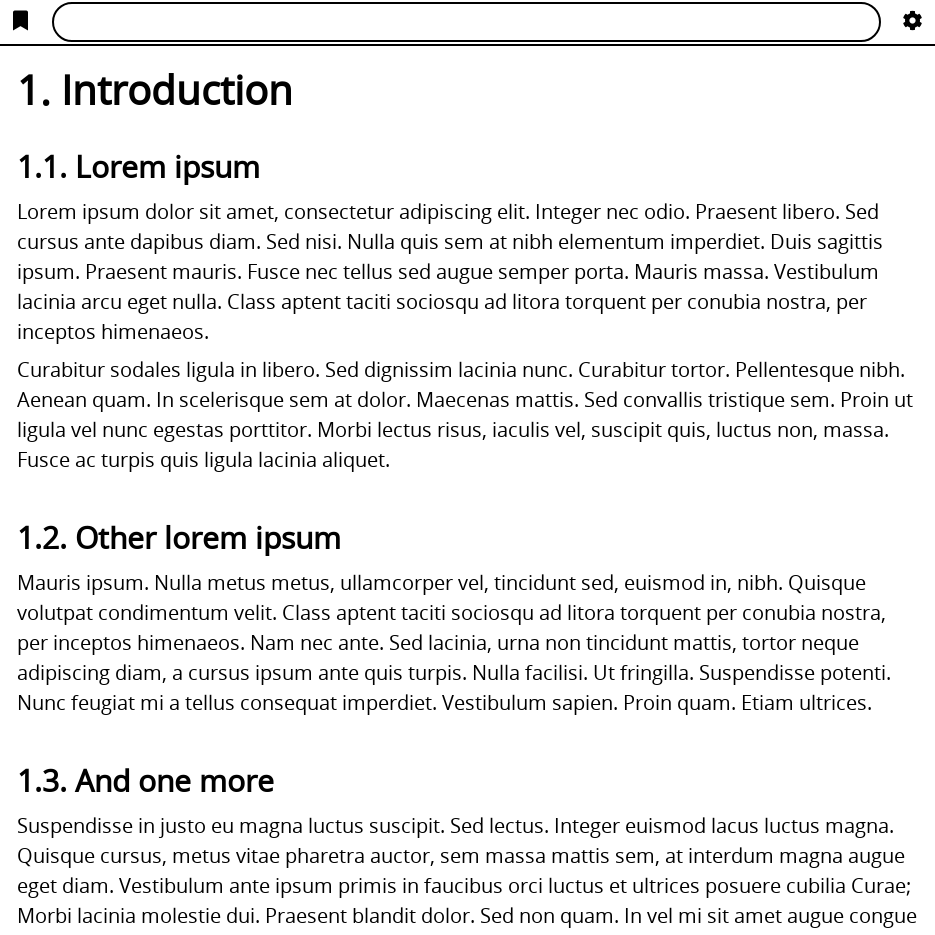 1. Introduction
1.1. Lorem ipsum
Lorem ipsum dolor sit amet, consectetur adipiscing elit. Integer nec odio. Praesent libero. Sed
cursus ante dapibus diam. Sed nisi. Nulla quis sem at nibh elementum imperdiet. Duis sagittis
ipsum. Praesent mauris. Fusce nec tellus sed augue semper porta. Mauris massa. Vestibulum
lacinia arcu eget nulla. Class aptent taciti sociosqu ad litora torquent per conubia nostra, per
inceptos himenaeos.
Curabitur sodales ligula in libero. Sed dignissim lacinia nunc. Curabitur tortor. Pellentesque nibh.
Aenean quam. In scelerisque sem at dolor. Maecenas mattis. Sed convallis tristique sem. Proin ut
ligula vel nunc egestas porttitor. Morbi lectus risus, iaculis vel, suscipit quis, luctus non, massa.
Fusce ac turpis quis ligula lacinia aliquet.
1.2. Other lorem ipsum
Mauris ipsum. Nulla metus metus, ullamcorper vel, tincidunt sed, euismod in, nibh. Quisque
volutpat condimentum velit. Class aptent taciti sociosqu ad litora torquent per conubia nostra,
per inceptos himenaeos. Nam nec ante. Sed lacinia, urna non tincidunt mattis, tortor neque
adipiscing diam, a cursus ipsum ante quis turpis. Nulla facilisi. Ut fringilla. Suspendisse potenti.
Nunc feugiat mi a tellus consequat imperdiet. Vestibulum sapien. Proin quam. Etiam ultrices.
1.3. And one more
Suspendisse in justo eu magna luctus suscipit. Sed lectus. Integer euismod lacus luctus magna.
Quisque cursus, metus vitae pharetra auctor, sem massa mattis sem, at interdum magna augue
eget diam. Vestibulum ante ipsum primis in faucibus orci luctus et ultrices posuere cubilia Curae;
Morbi lacinia molestie dui. Praesent blandit dolor. Sed non quam. In vel mi sit amet augue congue